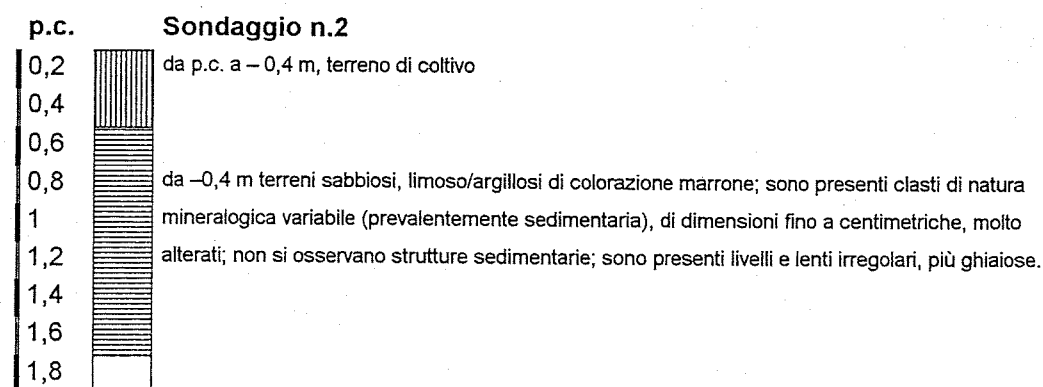 p.c. Sondaggio n.2
0,2 da p.c. a – 0,4 m, terreno di coltivo
0,4
0,6
0,8 da –0,4 m terreni sabbiosi, limoso/argillosi di colorazione marrone; sono presenti clasti di natura
1 mineralogica variabile (prevalentemente sedimentaria), di dimensioni fino a centimetriche, molto
1,2 alterati; non si osservano strutture sedimentarie; sono presenti livelli e lenti irregolari, più ghiaiose.
1,4
1,6
1,8